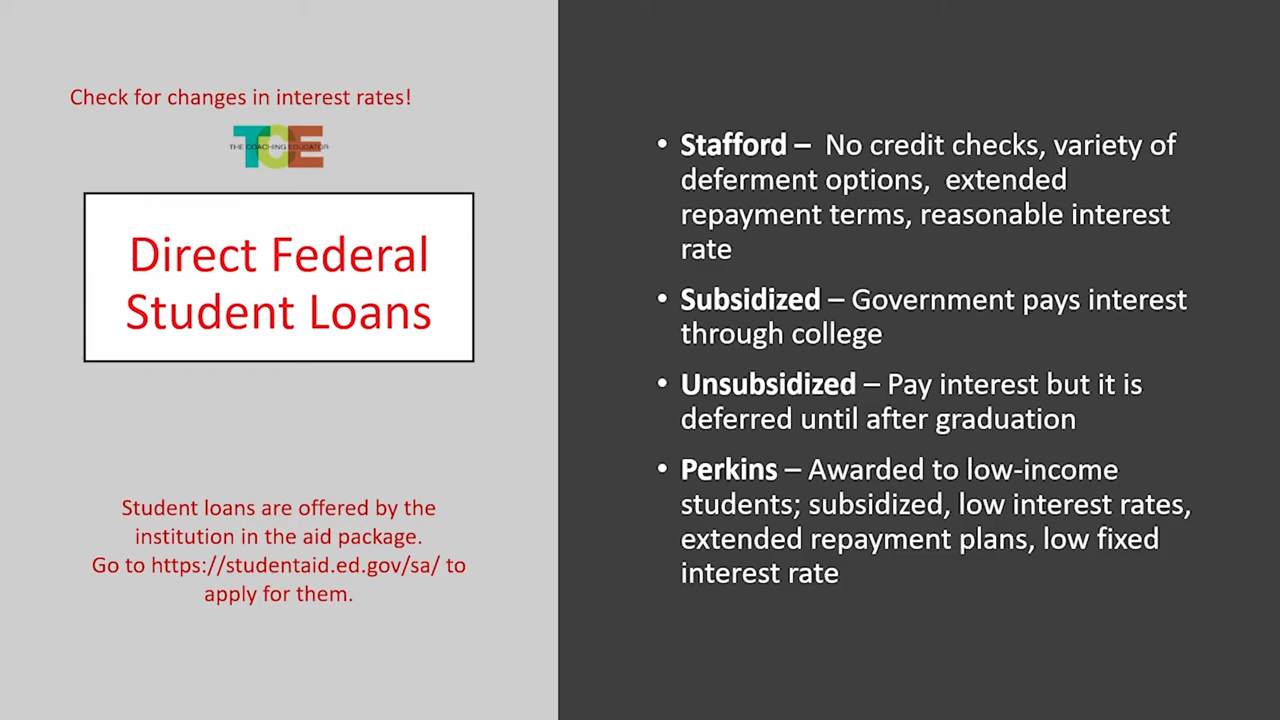 Check for changes in interest rates!
TCE
THE COACHING EDUCATOR
Direct Federal
Student Loans
Student loans are offered by the
institution in the aid package.
Go to https://studentaid.ed.gov/sa/ to
apply for them.
• Stafford – No credit checks, variety of
deferment options, extended
repayment terms, reasonable interest
rate
• Subsidized – Government pays interest
through college
• Unsubsidized – Pay interest but it is
deferred until after graduation
• Perkins – Awarded to low-income
students; subsidized, low interest rates,
extended repayment plans, low fixed
interest rate